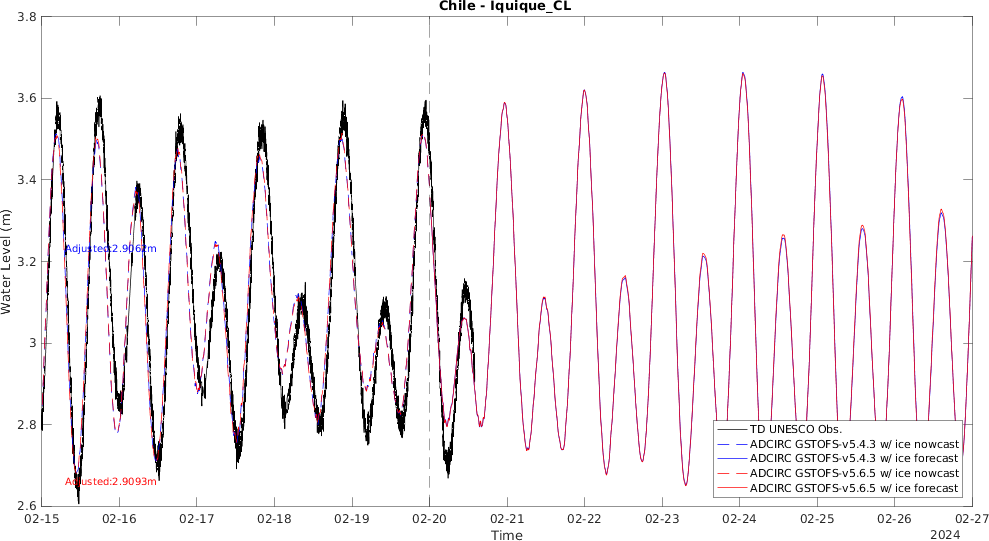 Chile - Iquique_CL
3.8
3.6
3.4
3.2
3
2.8
2.6
Water Level (m)
Adjusted:2.9062m
Adjusted:2.9093m
TD UNESCO Obs.
ADCIRC GSTOFS-v5.4.3 w/ ice nowcast
ADCIRC GSTOFS-v5.4.3 w/ ice forecast
ADCIRC GSTOFS-v5.6.5 w/ ice nowcast
ADCIRC GSTOFS-v5.6.5 w/ ice forecast
02-15 02-16 02-17 02-18 02-19 02-20 02-21 02-22 02-23 02-24 02-25 02-26 02-27
Time
2024